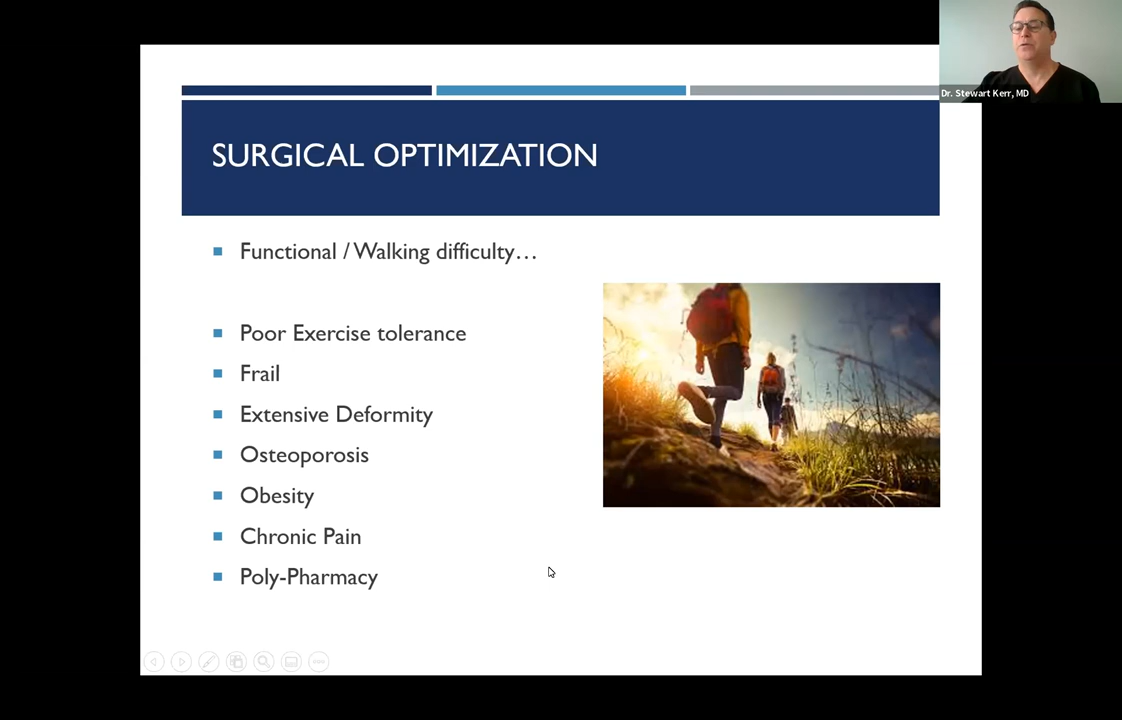 Dr. Stewart Kerr, MD
SURGICAL OPTIMIZATION
Functional / Walking difficulty…
Poor Exercise tolerance
Frail
Extensive Deformity
Osteoporosis
Obesity
Chronic Pain
Poly-Pharmacy